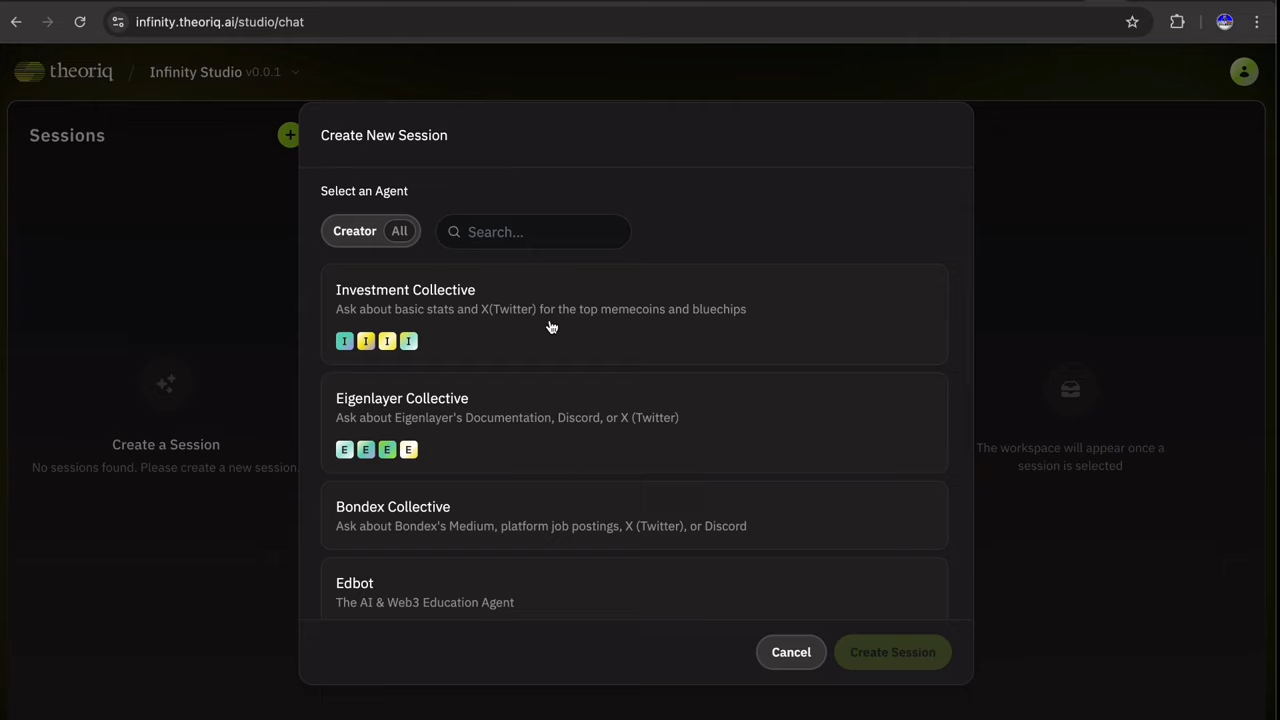 infinity.theoriq.ai/studio/chat
theoriq / Infinity Studio v0.0.1
Sessions
+
Create New Session
Select an Agent
Creator All
Search...
Investment Collective
Ask about basic stats and X(Twitter) for the top memecoins and bluechips
I I I I
Eigenlayer Collective
Ask about Eigenlayer's Documentation, Discord, or X (Twitter)
E E E E
Bondex Collective
Ask about Bondex's Medium, platform job postings, X (Twitter), or Discord
Edbot
The AI & Web3 Education Agent
Cancel
Create Session
Create a Session
No sessions found. Please create a new session.
The workspace will appear once a
session is selected